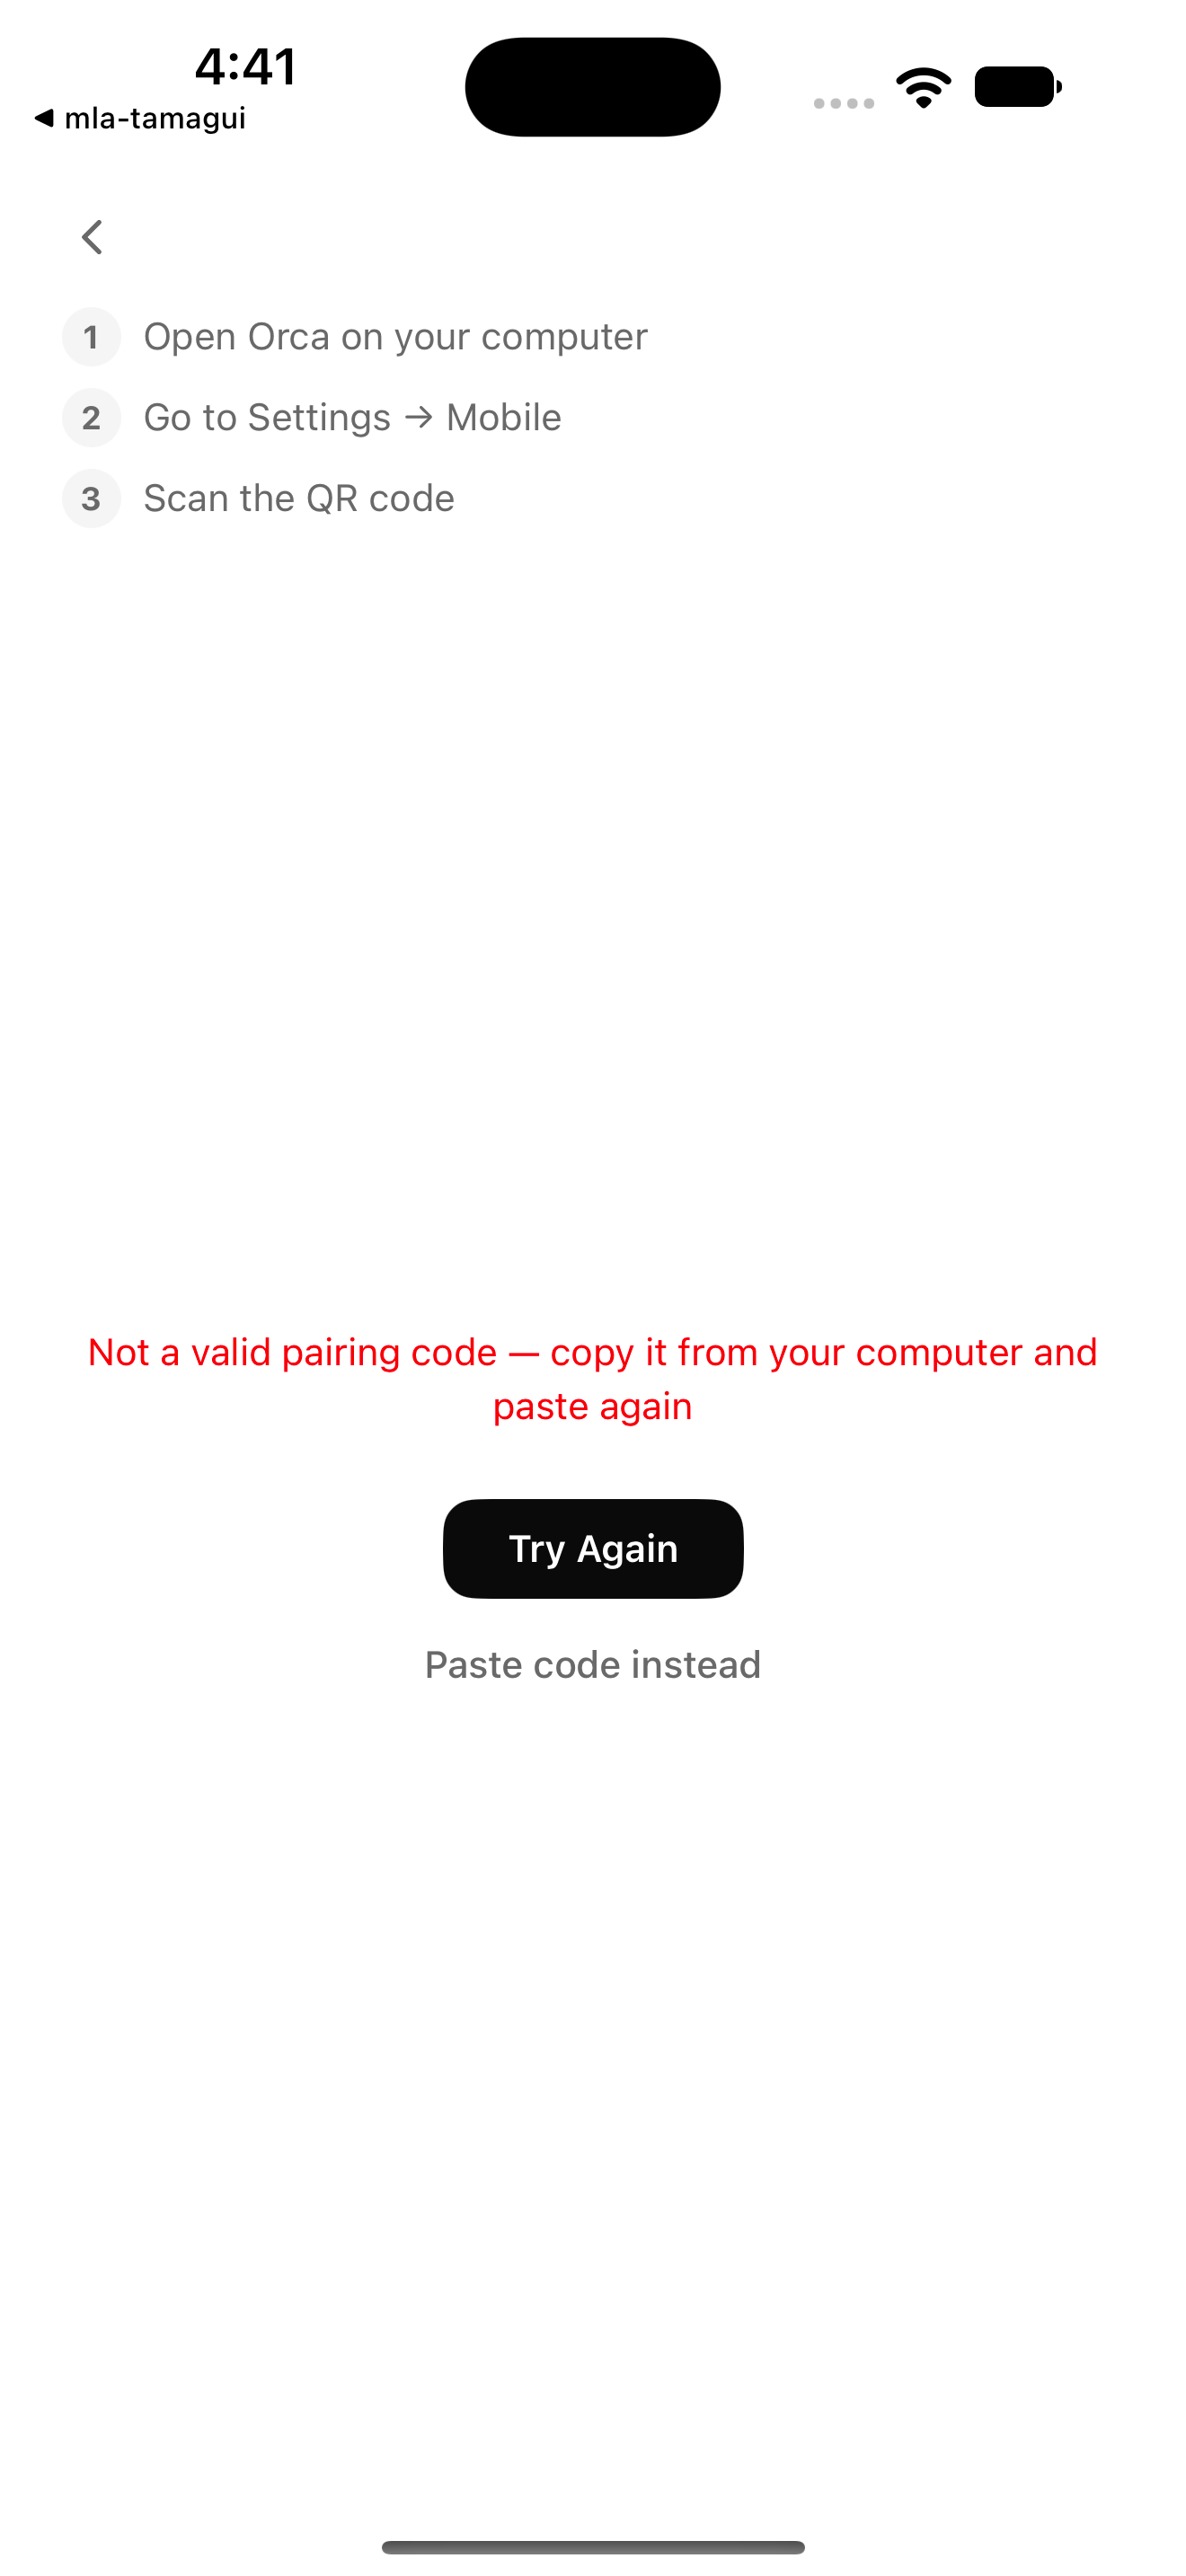 4:41
◀ mla-tamagui
1 Open Orca on your computer
2 Go to Settings → Mobile
3 Scan the QR code
Not a valid pairing code — copy it from your computer and
paste again
Try Again
Paste code instead